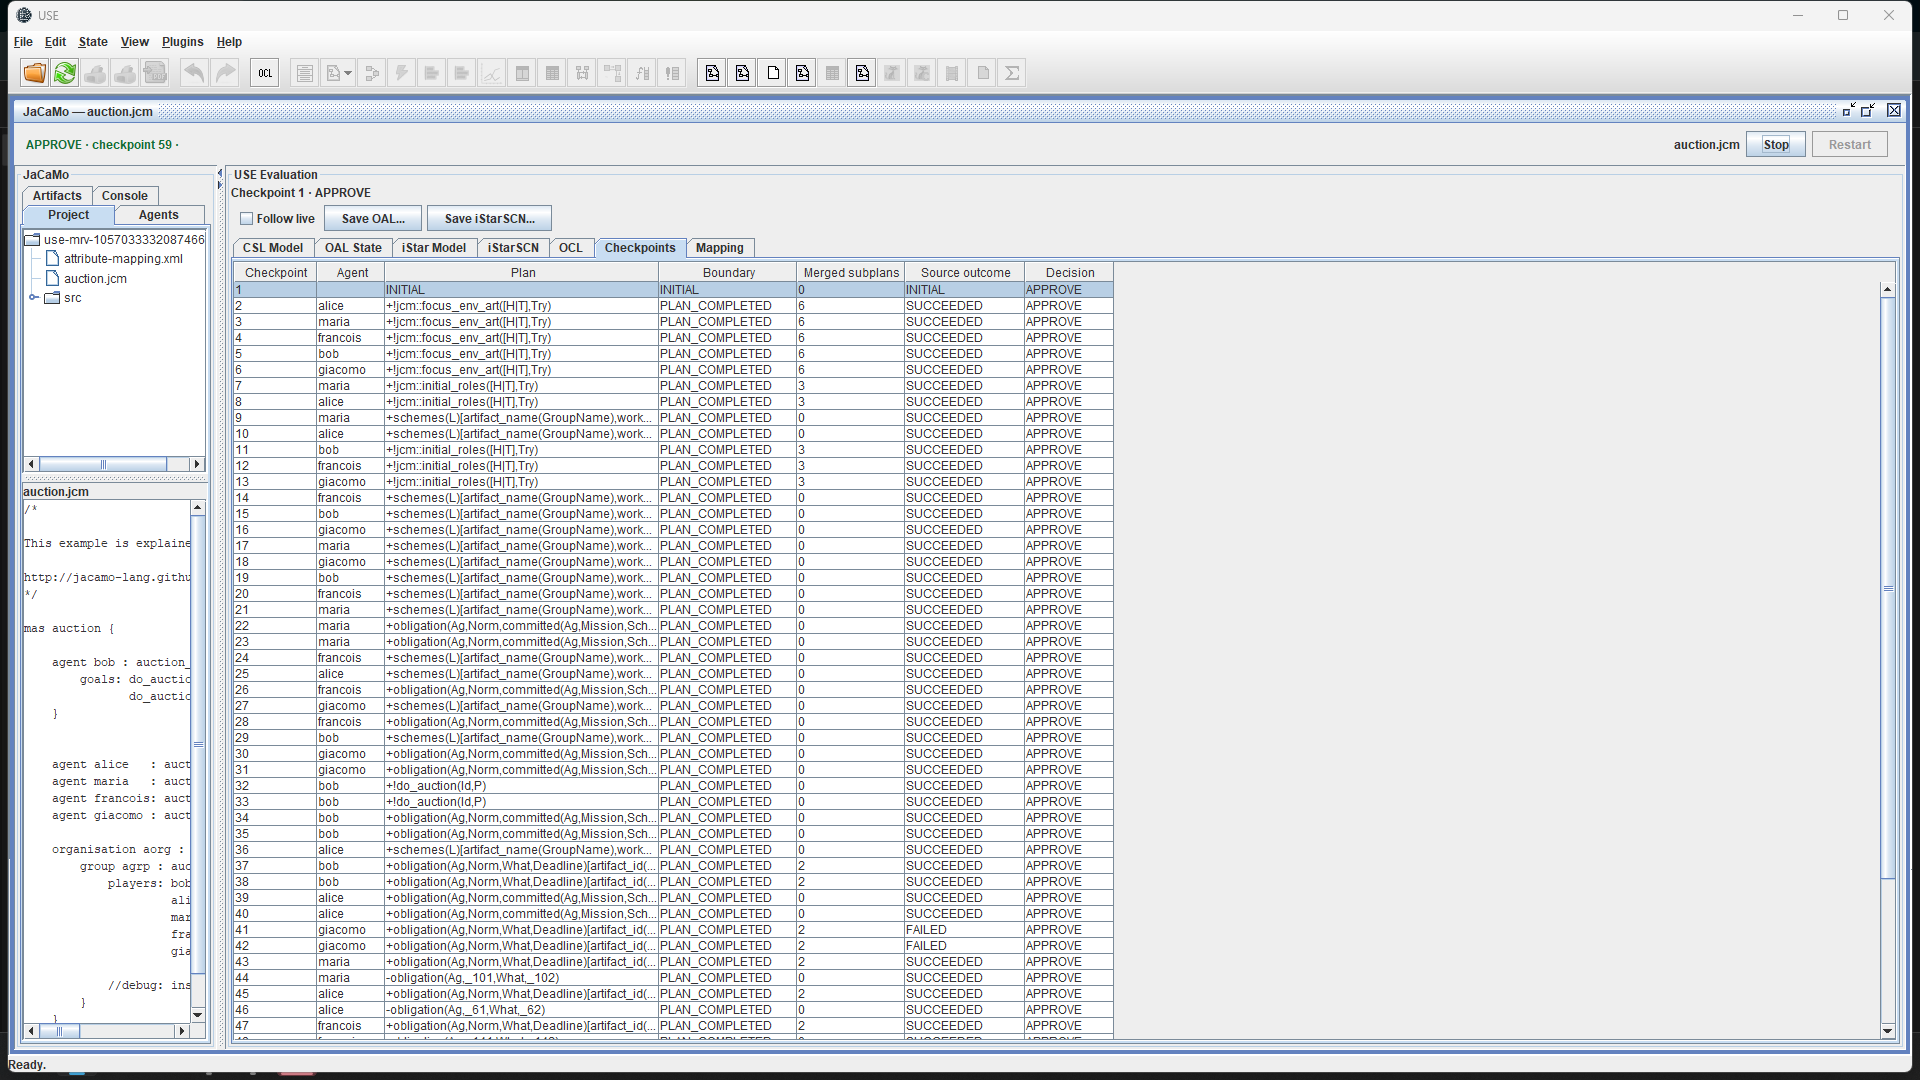 USE
File Edit State View Plugins Help
OCL
JaCaMo — auction.jcm
APPROVE · checkpoint 59 ·
auction.jcm Stop Restart
JaCaMo
Artifacts Console
Project Agents
use-mrv-1057033332087466
attribute-mapping.xml
auction.jcm
src
auction.jcm
/*
This example is explaine
http://jacamo-lang.githu
*/
mas auction {
agent bob : auction_
goals: do_auctic
do_auctic
}
agent alice : auct
agent maria : auct
agent francois: auct
agent giacomo : auct
organisation aorg :
group agrp : auc
players: bob
ali
mar
fra
gia
//debug: ins
}
}
USE Evaluation
Checkpoint 1 · APPROVE
Follow live Save OAL... Save iStarSCN...
CSL Model OAL State iStar Model iStarSCN OCL Checkpoints Mapping
Checkpoint Agent Plan Boundary Merged subplans Source outcome Decision
1 INITIAL INITIAL 0 INITIAL APPROVE
2 alice +!jcm::focus_env_art([H|T],Try) PLAN_COMPLETED 6 SUCCEEDED APPROVE
3 maria +!jcm::focus_env_art([H|T],Try) PLAN_COMPLETED 6 SUCCEEDED APPROVE
4 francois +!jcm::focus_env_art([H|T],Try) PLAN_COMPLETED 6 SUCCEEDED APPROVE
5 bob +!jcm::focus_env_art([H|T],Try) PLAN_COMPLETED 6 SUCCEEDED APPROVE
6 giacomo +!jcm::focus_env_art([H|T],Try) PLAN_COMPLETED 6 SUCCEEDED APPROVE
7 maria +!jcm::initial_roles([H|T],Try) PLAN_COMPLETED 3 SUCCEEDED APPROVE
8 alice +!jcm::initial_roles([H|T],Try) PLAN_COMPLETED 3 SUCCEEDED APPROVE
9 maria +schemes(L)[artifact_name(GroupName),work... PLAN_COMPLETED 0 SUCCEEDED APPROVE
10 alice +schemes(L)[artifact_name(GroupName),work... PLAN_COMPLETED 0 SUCCEEDED APPROVE
11 bob +!jcm::initial_roles([H|T],Try) PLAN_COMPLETED 3 SUCCEEDED APPROVE
12 francois +!jcm::initial_roles([H|T],Try) PLAN_COMPLETED 3 SUCCEEDED APPROVE
13 giacomo +!jcm::initial_roles([H|T],Try) PLAN_COMPLETED 3 SUCCEEDED APPROVE
14 francois +schemes(L)[artifact_name(GroupName),work... PLAN_COMPLETED 0 SUCCEEDED APPROVE
15 bob +schemes(L)[artifact_name(GroupName),work... PLAN_COMPLETED 0 SUCCEEDED APPROVE
16 giacomo +schemes(L)[artifact_name(GroupName),work... PLAN_COMPLETED 0 SUCCEEDED APPROVE
17 maria +schemes(L)[artifact_name(GroupName),work... PLAN_COMPLETED 0 SUCCEEDED APPROVE
18 giacomo +schemes(L)[artifact_name(GroupName),work... PLAN_COMPLETED 0 SUCCEEDED APPROVE
19 bob +schemes(L)[artifact_name(GroupName),work... PLAN_COMPLETED 0 SUCCEEDED APPROVE
20 francois +schemes(L)[artifact_name(GroupName),work... PLAN_COMPLETED 0 SUCCEEDED APPROVE
21 maria +schemes(L)[artifact_name(GroupName),work... PLAN_COMPLETED 0 SUCCEEDED APPROVE
22 maria +obligation(Ag,Norm,committed(Ag,Mission,Sch... PLAN_COMPLETED 0 SUCCEEDED APPROVE
23 maria +obligation(Ag,Norm,committed(Ag,Mission,Sch... PLAN_COMPLETED 0 SUCCEEDED APPROVE
24 francois +schemes(L)[artifact_name(GroupName),work... PLAN_COMPLETED 0 SUCCEEDED APPROVE
25 alice +schemes(L)[artifact_name(GroupName),work... PLAN_COMPLETED 0 SUCCEEDED APPROVE
26 francois +obligation(Ag,Norm,committed(Ag,Mission,Sch... PLAN_COMPLETED 0 SUCCEEDED APPROVE
27 giacomo +schemes(L)[artifact_name(GroupName),work... PLAN_COMPLETED 0 SUCCEEDED APPROVE
28 francois +obligation(Ag,Norm,committed(Ag,Mission,Sch... PLAN_COMPLETED 0 SUCCEEDED APPROVE
29 bob +schemes(L)[artifact_name(GroupName),work... PLAN_COMPLETED 0 SUCCEEDED APPROVE
30 giacomo +obligation(Ag,Norm,committed(Ag,Mission,Sch... PLAN_COMPLETED 0 SUCCEEDED APPROVE
31 giacomo +obligation(Ag,Norm,committed(Ag,Mission,Sch... PLAN_COMPLETED 0 SUCCEEDED APPROVE
32 bob +!do_auction(Id,P) PLAN_COMPLETED 0 SUCCEEDED APPROVE
33 bob +!do_auction(Id,P) PLAN_COMPLETED 0 SUCCEEDED APPROVE
34 bob +obligation(Ag,Norm,committed(Ag,Mission,Sch... PLAN_COMPLETED 0 SUCCEEDED APPROVE
35 bob +obligation(Ag,Norm,committed(Ag,Mission,Sch... PLAN_COMPLETED 0 SUCCEEDED APPROVE
36 alice +schemes(L)[artifact_name(GroupName),work... PLAN_COMPLETED 0 SUCCEEDED APPROVE
37 bob +obligation(Ag,Norm,What,Deadline)[artifact_id(... PLAN_COMPLETED 2 SUCCEEDED APPROVE
38 bob +obligation(Ag,Norm,What,Deadline)[artifact_id(... PLAN_COMPLETED 2 SUCCEEDED APPROVE
39 alice +obligation(Ag,Norm,committed(Ag,Mission,Sch... PLAN_COMPLETED 0 SUCCEEDED APPROVE
40 alice +obligation(Ag,Norm,committed(Ag,Mission,Sch... PLAN_COMPLETED 0 SUCCEEDED APPROVE
41 giacomo +obligation(Ag,Norm,What,Deadline)[artifact_id(... PLAN_COMPLETED 2 FAILED APPROVE
42 giacomo +obligation(Ag,Norm,What,Deadline)[artifact_id(... PLAN_COMPLETED 2 FAILED APPROVE
43 maria +obligation(Ag,Norm,What,Deadline)[artifact_id(... PLAN_COMPLETED 2 SUCCEEDED APPROVE
44 maria -obligation(Ag,_101,What,_102) PLAN_COMPLETED 0 SUCCEEDED APPROVE
45 alice +obligation(Ag,Norm,What,Deadline)[artifact_id(... PLAN_COMPLETED 2 SUCCEEDED APPROVE
46 alice -obligation(Ag,_61,What,_62) PLAN_COMPLETED 0 SUCCEEDED APPROVE
47 francois +obligation(Ag,Norm,What,Deadline)[artifact_id(... PLAN_COMPLETED 2 SUCCEEDED APPROVE
Ready.